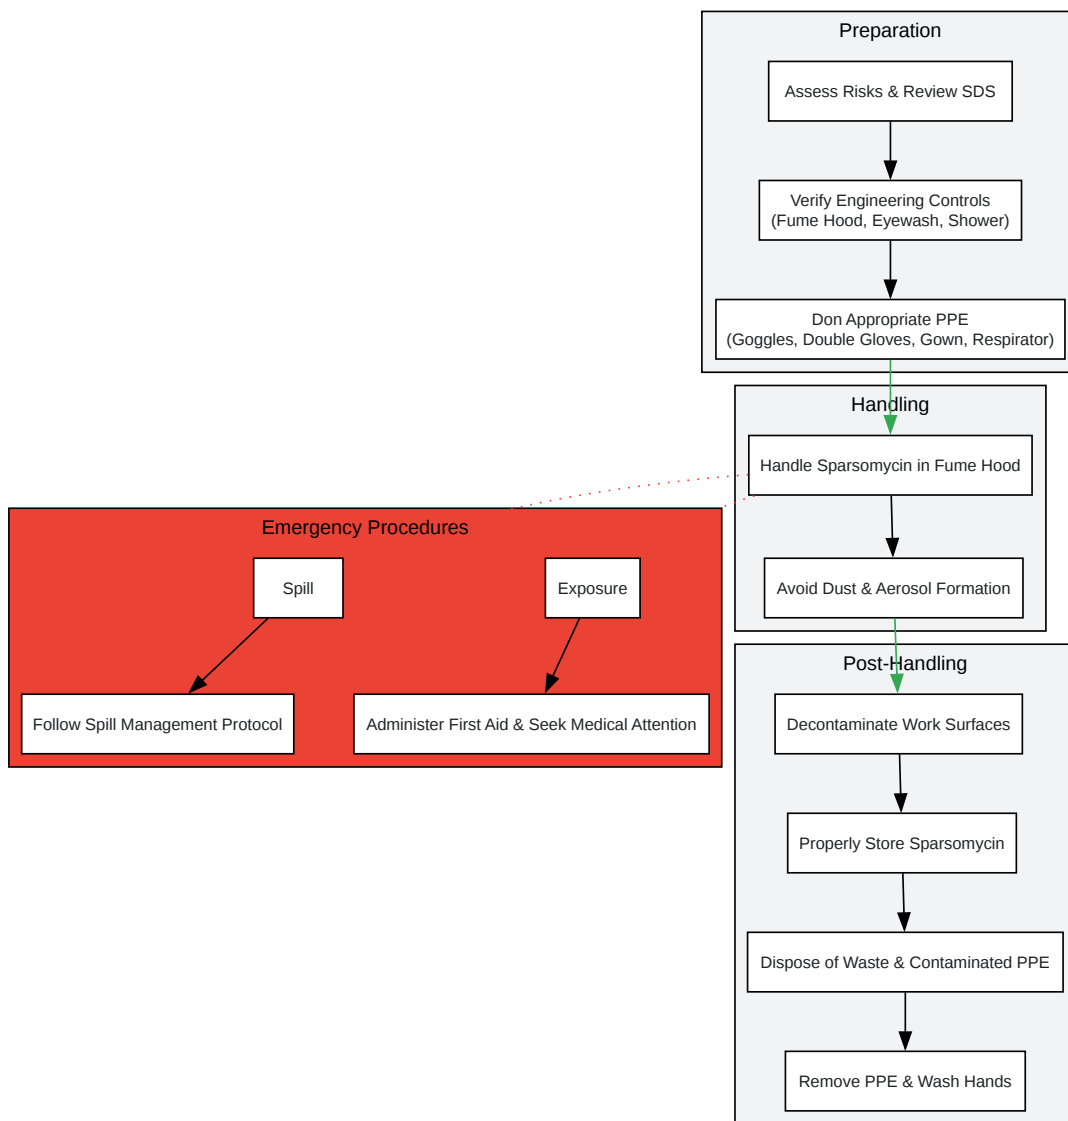 Preparation
Assess Risks & Review SDS
Verify Engineering Controls
(Fume Hood, Eyewash, Shower)
Don Appropriate PPE
(Goggles, Double Gloves, Gown, Respirator)
Handling
Handle Sparsomycin in Fume Hood
Avoid Dust & Aerosol Formation
Emergency Procedures
Spill
Exposure
Follow Spill Management Protocol
Administer First Aid & Seek Medical Attention
Post-Handling
Decontaminate Work Surfaces
Properly Store Sparsomycin
Dispose of Waste & Contaminated PPE
Remove PPE & Wash Hands